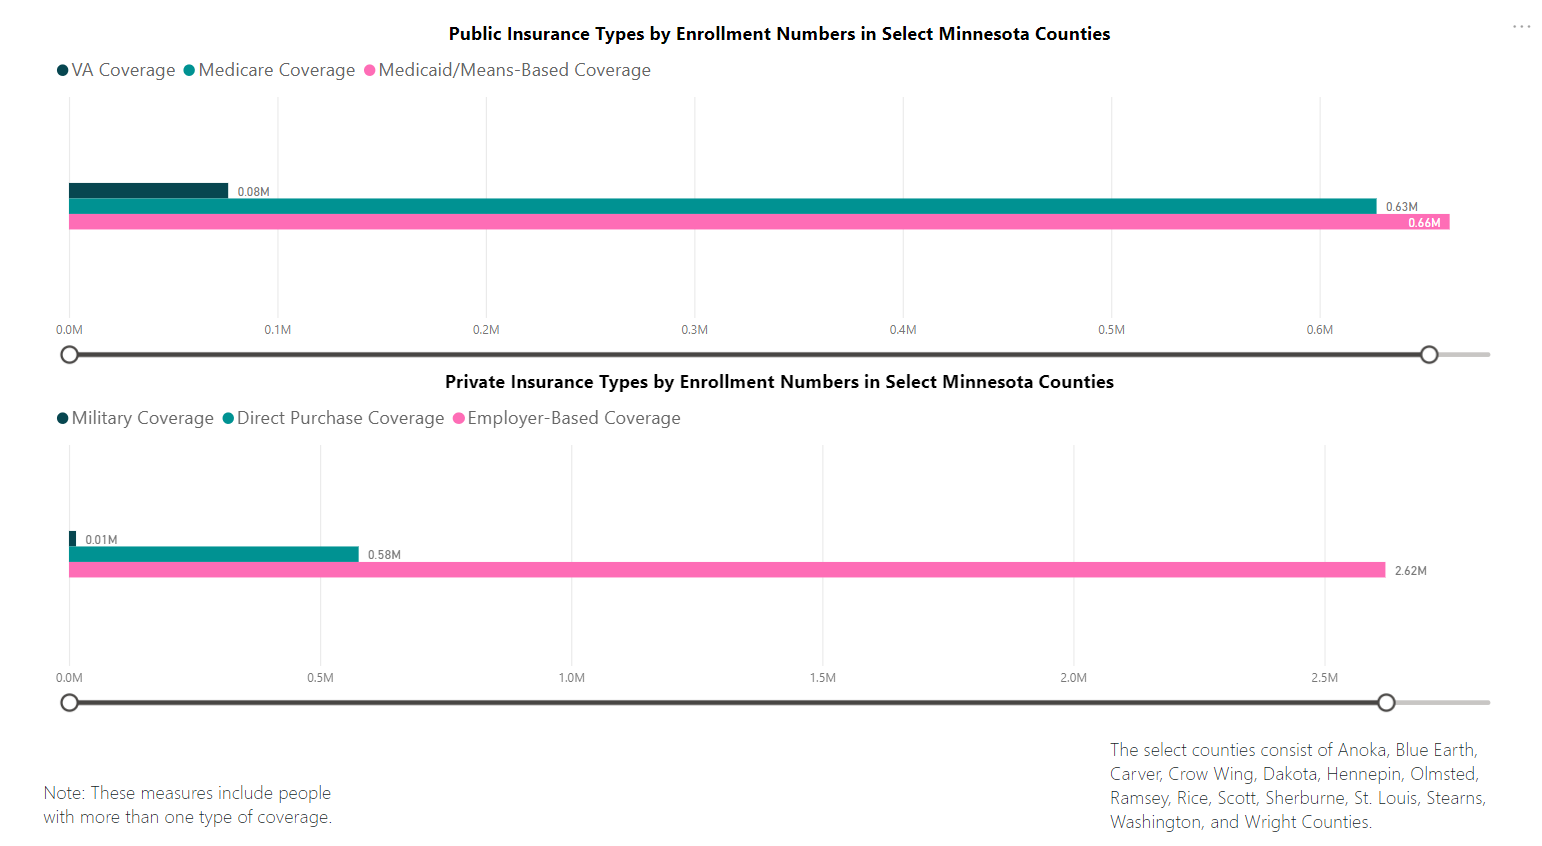 Public Insurance Types by Enrollment Numbers in Select Minnesota Counties
VA Coverage Medicare Coverage Medicaid/Means-Based Coverage
0.08M
0.63M
0.66M
0.0M 0.1M 0.2M 0.3M 0.4M 0.5M 0.6M
Private Insurance Types by Enrollment Numbers in Select Minnesota Counties
Military Coverage Direct Purchase Coverage Employer-Based Coverage
0.01M
0.58M
2.62M
0.0M 0.5M 1.0M 1.5M 2.0M 2.5M
Note: These measures include people
with more than one type of coverage.
The select counties consist of Anoka, Blue Earth,
Carver, Crow Wing, Dakota, Hennepin, Olmsted,
Ramsey, Rice, Scott, Sherburne, St. Louis, Stearns,
Washington, and Wright Counties.